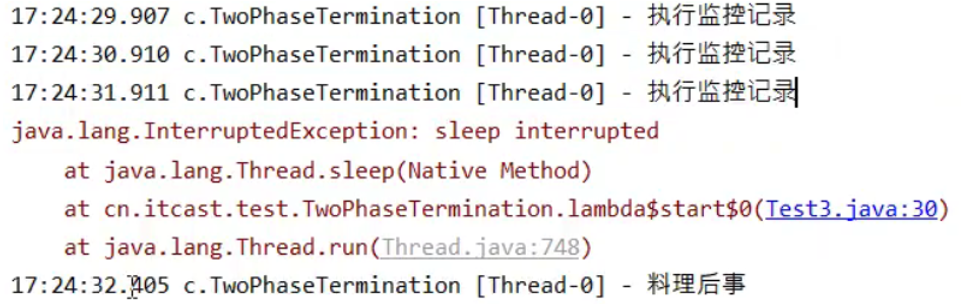 17:24:29.907 c.TwoPhaseTermination [Thread-0] - 执行监控记录
17:24:30.910 c.TwoPhaseTermination [Thread-0] - 执行监控记录
17:24:31.911 c.TwoPhaseTermination [Thread-0] - 执行监控记录
java.lang.InterruptedException: sleep interrupted
    at java.lang.Thread.sleep(Native Method)
    at cn.itcast.test.TwoPhaseTermination.lambda$start$0(Test3.java:30)
    at java.lang.Thread.run(Thread.java:748)
17:24:32.405 c.TwoPhaseTermination [Thread-0] - 料理后事